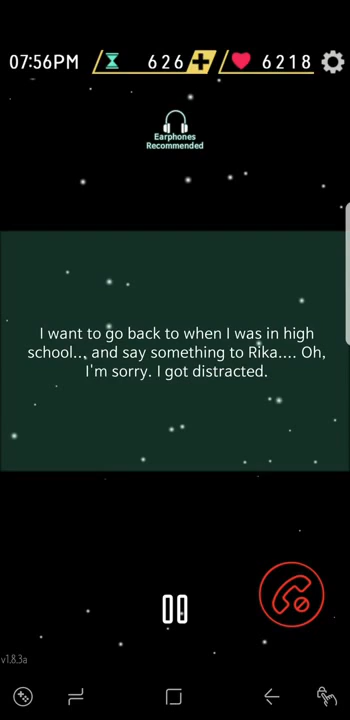 07:56PM 626 6218
Earphones
Recommended
I want to go back to when I was in high
school... and say something to Rika.... Oh,
I'm sorry. I got distracted.
v1.8.3a